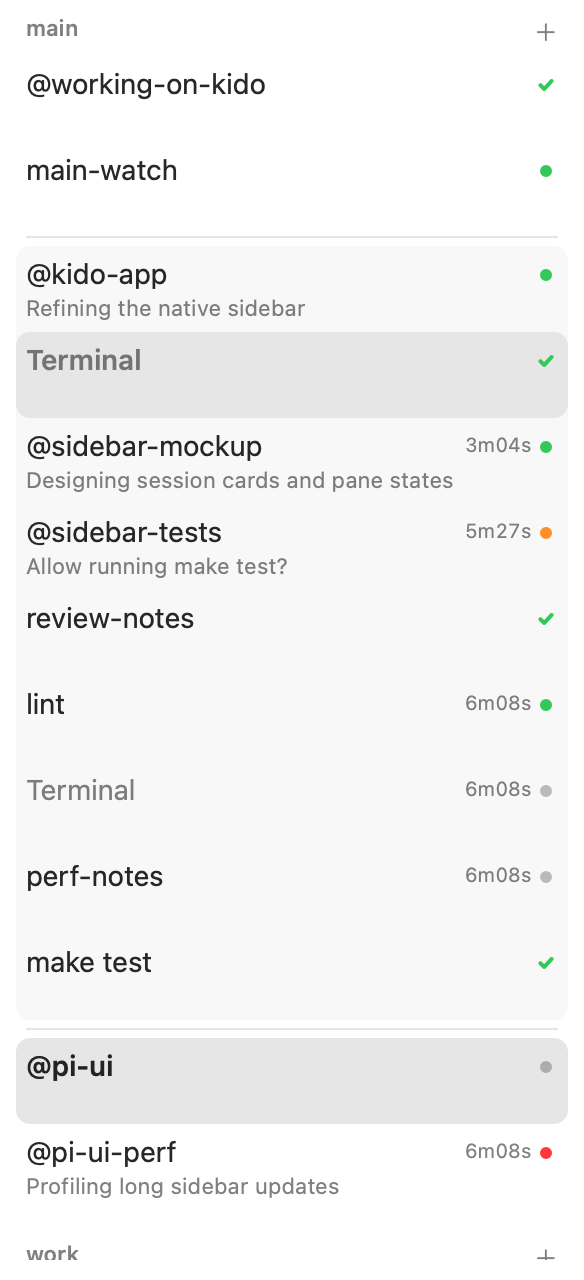 main
@working-on-kido
main-watch
@kido-app
Refining the native sidebar
Terminal
@sidebar-mockup 3m04s
Designing session cards and pane states
@sidebar-tests 5m27s
Allow running make test?
review-notes
lint 6m08s
Terminal 6m08s
perf-notes 6m08s
make test
@pi-ui
@pi-ui-perf 6m08s
Profiling long sidebar updates
work